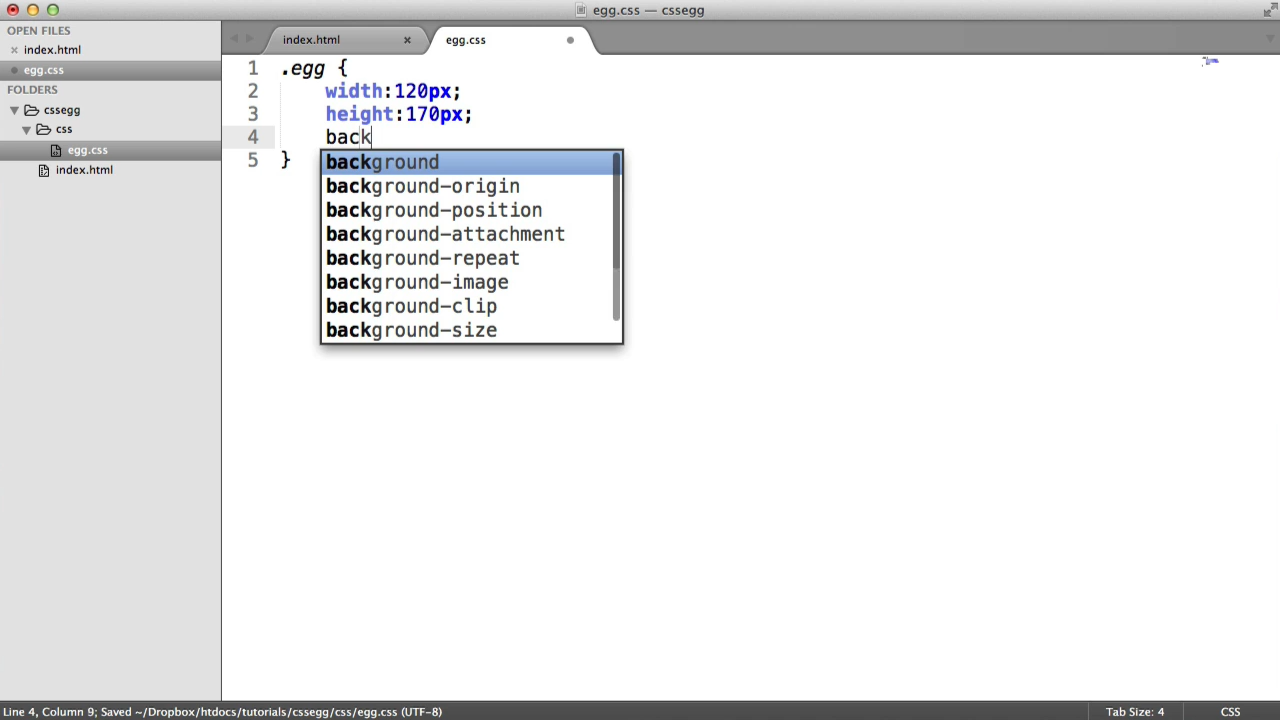 egg.css — cssegg
OPEN FILES
index.html
egg.css
FOLDERS
cssegg
css
egg.css
index.html
index.html
egg.css
1 .egg {
2 width:120px;
3 height:170px;
4 back
5 }
background
background-origin
background-position
background-attachment
background-repeat
background-image
background-clip
background-size
Line 4, Column 9; Saved ~/Dropbox/htdocs/tutorials/cssegg/css/egg.css (UTF-8)
Tab Size: 4
CSS